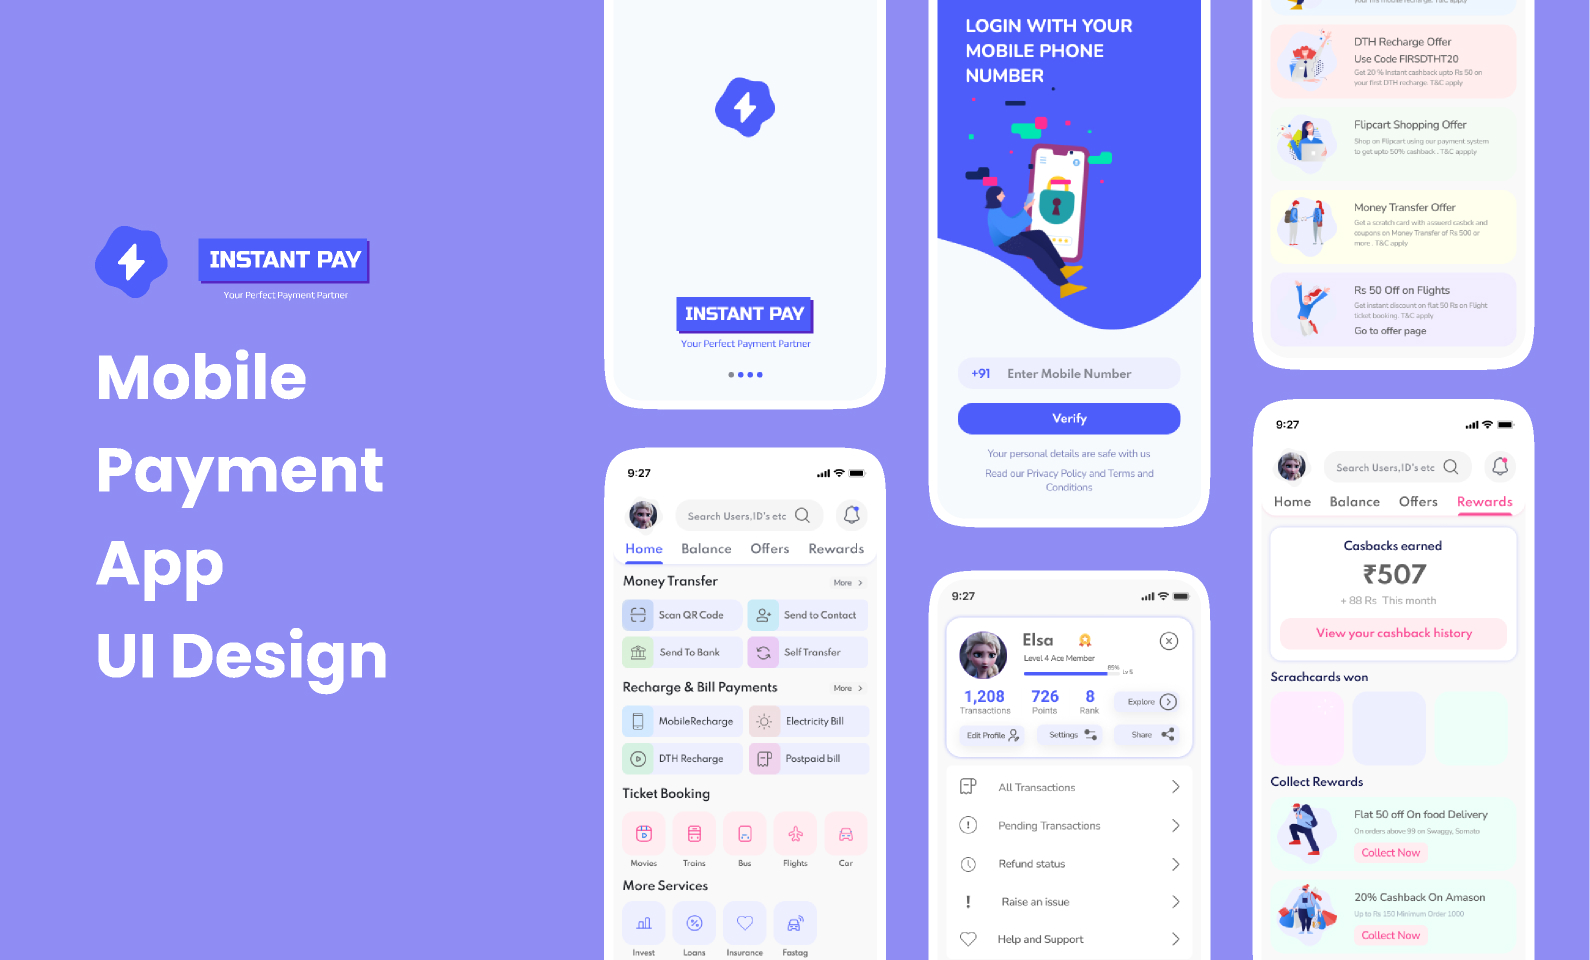 INSTANT PAY
Your Perfect Payment Partner
Mobile
Payment
App
UI Design
INSTANT PAY
Your Perfect Payment Partner
9:27
Search Users,ID's etc
Home Balance Offers Rewards
Money Transfer More >
Scan QR Code Send to Contact
Send To Bank Self Transfer
Recharge & Bill Payments More >
MobileRecharge Electricity Bill
DTH Recharge Postpaid bill
Ticket Booking
Movies Trains Bus Flights Car
More Services
Invest Loans Insurance Fastag
LOGIN WITH YOUR
MOBILE PHONE
NUMBER
+91 Enter Mobile Number
Verify
Your personal details are safe with us
Read our Privacy Policy and Terms and
Conditions
9:27
Elsa
Level 4 Ace Member
85% Lv 5
1,208 726 8
Transactions Points Rank
Explore
Edit Profile Settings Share
All Transactions
Pending Transactions
Refund status
Raise an issue
Help and Support
DTH Recharge Offer
Use Code FIRSDTHT20
Get 20 % Instant cashback upto Rs 50 on
your first DTH recharge. T&C apply
Flipcart Shopping Offer
Shop on Flipcart using our payment system
to get upto 50% cashback . T&C appply
Money Transfer Offer
Get a scratch card with assured casbck and
coupons on Money Transfer of Rs 500 or
more . T&C apply
Rs 50 Off on Flights
Get instant discount on flat 50 Rs on Flight
ticket booking. T&C apply
Go to offer page
9:27
Search Users,ID's etc
Home Balance Offers Rewards
Casbacks earned
₹507
+ 88 Rs This month
View your cashback history
Scrachcards won
Collect Rewards
Flat 50 off On food Delivery
On orders above 99 on Swaggy, Somato
Collect Now
20% Cashback On Amason
Up to Rs 150 Minimum Order 1000
Collect Now